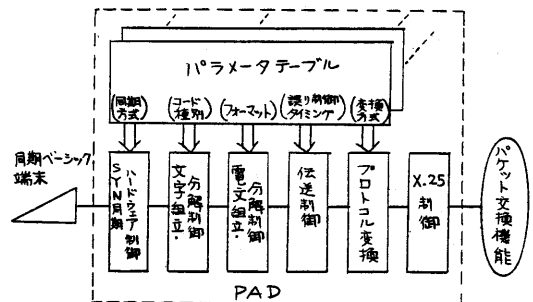 パラメータテーブル
(同期方式)
(コード種別)
(フォーマット)
(誤り制御タイミング)
(変換方式)
同期ベーシック
端末
ハードウェア制御
SYN同期
文字組立・
分解制御
電文組立・
分解制御
伝送制御
プロトコル変換
X.25
制御
パケット交換機能
PAD